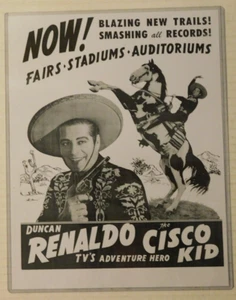 NOW!
BLAZING NEW TRAILS!
SMASHING all RECORDS!
FAIRS · STADIUMS · AUDITORIUMS
DUNCAN
RENALDO
The
CISCO
KID
TV'S ADVENTURE HERO